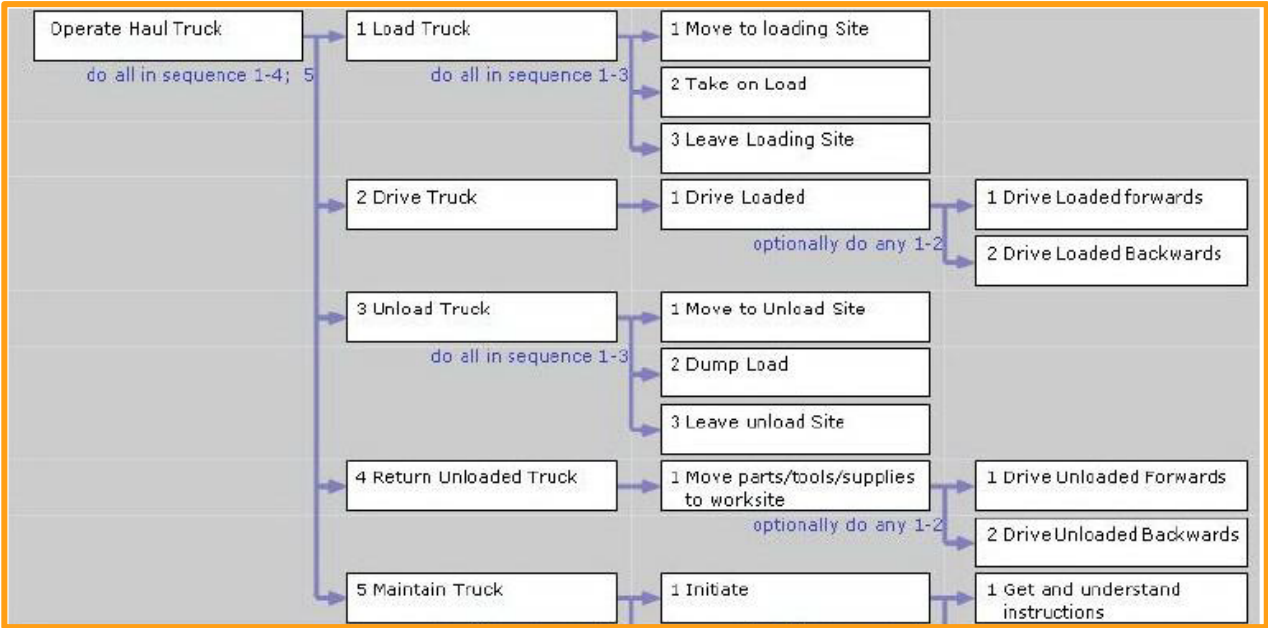 Operate Haul Truck
do all in sequence 1-4; 5
1 Load Truck
do all in sequence 1-3
1 Move to loading Site
2 Take on Load
3 Leave Loading Site
2 Drive Truck
1 Drive Loaded
optionally do any 1-2
1 Drive Loaded forwards
2 Drive Loaded Backwards
3 Unload Truck
do all in sequence 1-3
1 Move to Unload Site
2 Dump Load
3 Leave unload Site
4 Return Unloaded Truck
1 Move parts/tools/supplies
to worksite
optionally do any 1-2
1 Drive Unloaded Forwards
2 Drive Unloaded Backwards
5 Maintain Truck
1 Initiate
1 Get and understand
instructions